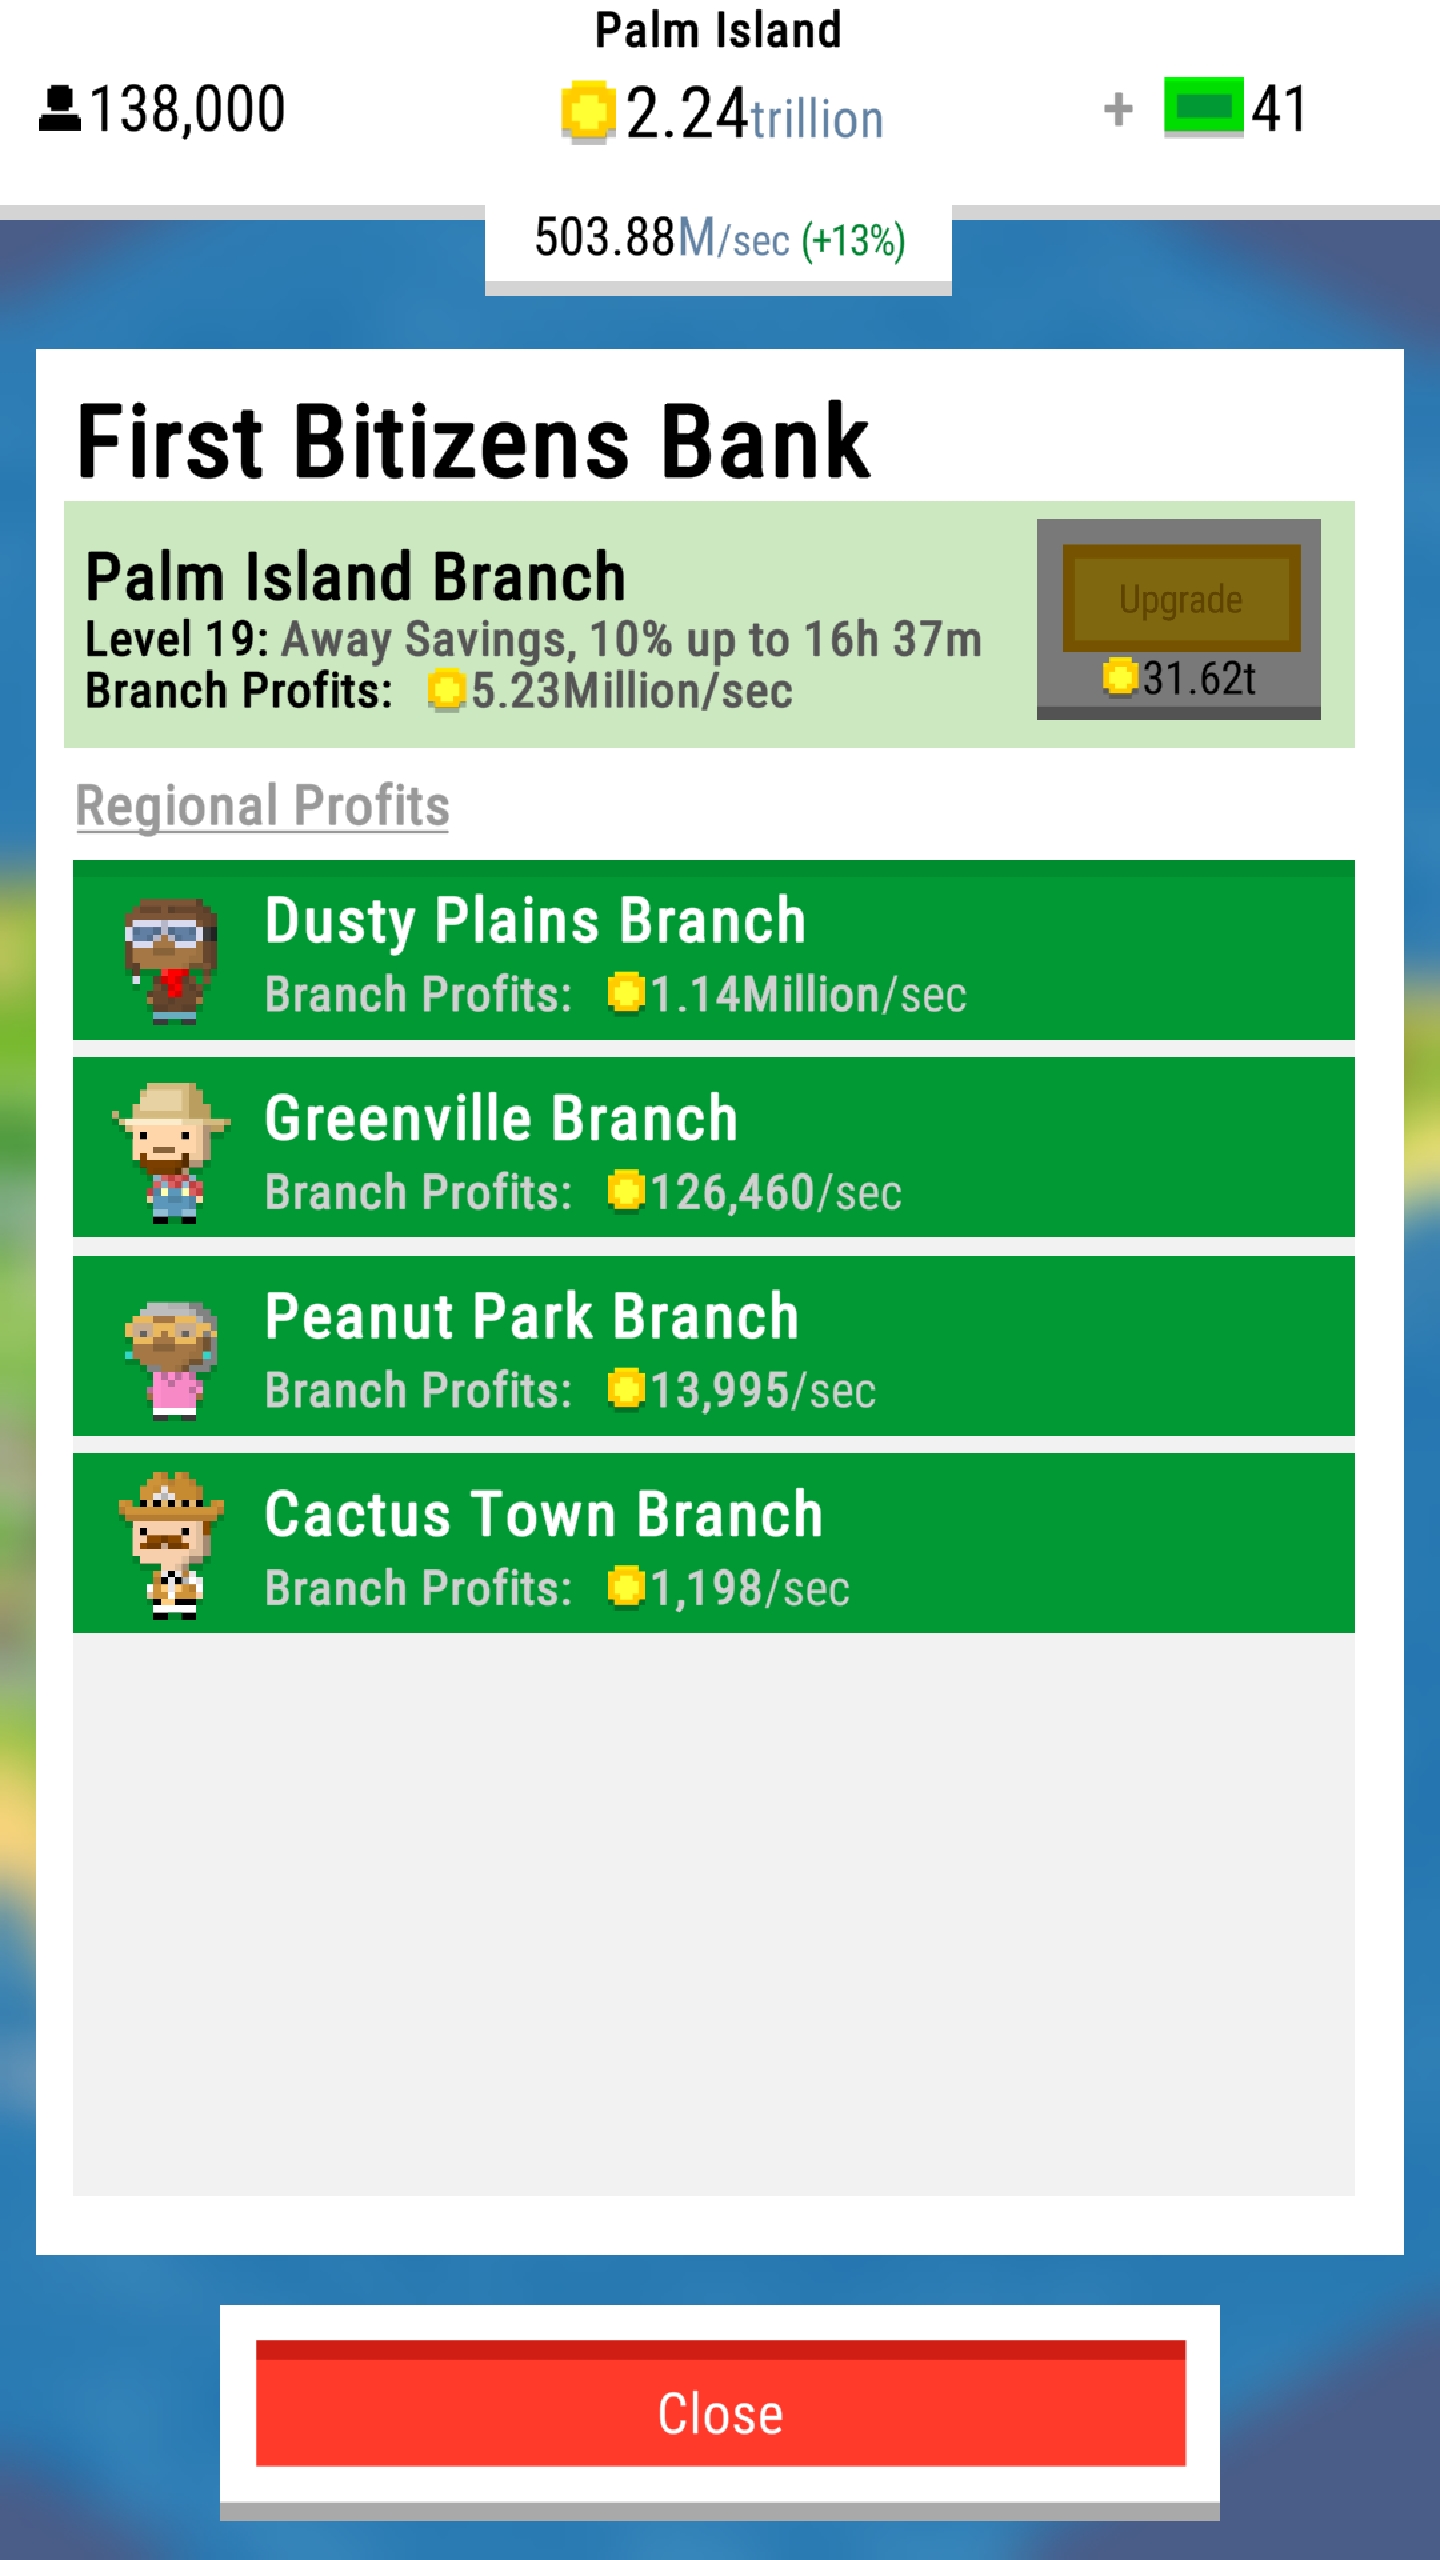 Palm Island
138,000
2.24trillion
+ 41
503.88M/sec (+13%)
First Bitizens Bank
Palm Island Branch
Level 19: Away Savings, 10% up to 16h 37m
Branch Profits: 5.23Million/sec
Upgrade
31.62t
Regional Profits
Dusty Plains Branch
Branch Profits: 1.14Million/sec
Greenville Branch
Branch Profits: 126,460/sec
Peanut Park Branch
Branch Profits: 13,995/sec
Cactus Town Branch
Branch Profits: 1,198/sec
Close